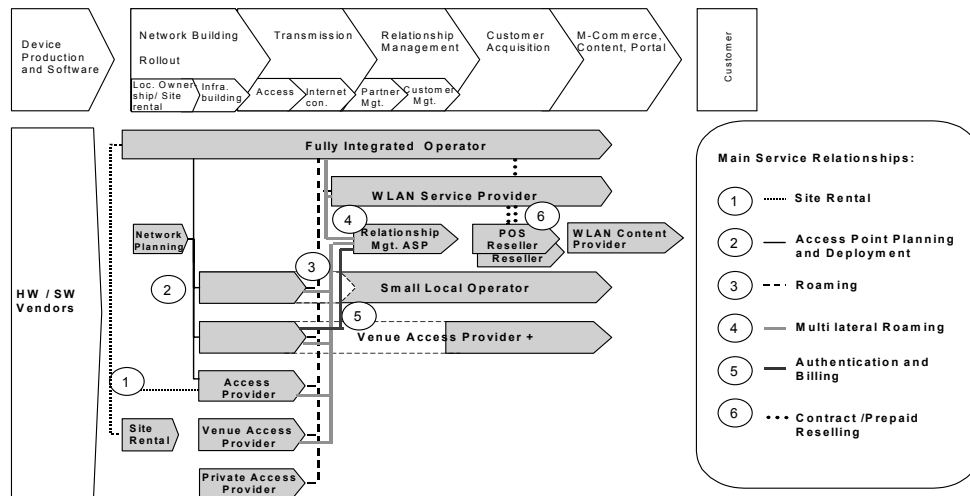 Device
Production
and Software
Network Building
Rollout
Transmission
Relationship
Management
Customer
Acquisition
M-Commerce,
Content, Portal
Customer
Loc. Owner
ship/ Site
rental
Infra.
building
Access
Internet
con.
Partner
Mgt.
Customer
Mgt.
HW / SW
Vendors
Fully Integrated Operator
WLAN Service Provider
Network
Planning
4
Relationship
Mgt. ASP
6
POS
Reseller
Reseller
WLAN Content
Provider
2
3
Small Local Operator
5
Venue Access Provider +
1
Access
Provider
Site
Rental
Venue Access
Provider
Private Access
Provider
Main Service Relationships:
1
Site Rental
2
Access Point Planning
and Deployment
3
Roaming
4
Multi lateral Roaming
5
Authentication and
Billing
6
Contract /Prepaid
Reselling